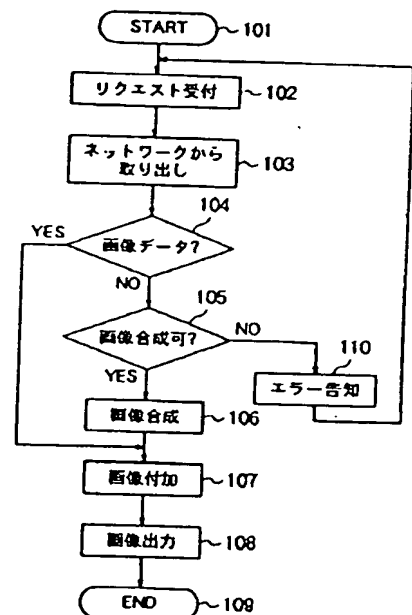 START
101
リクエスト受付
102
ネットワークから
取り出し
103
104
YES
画像データ?
NO
105
画像合成可?
NO
110
YES
エラー告知
画像合成
106
画像付加
107
画像出力
108
END
109